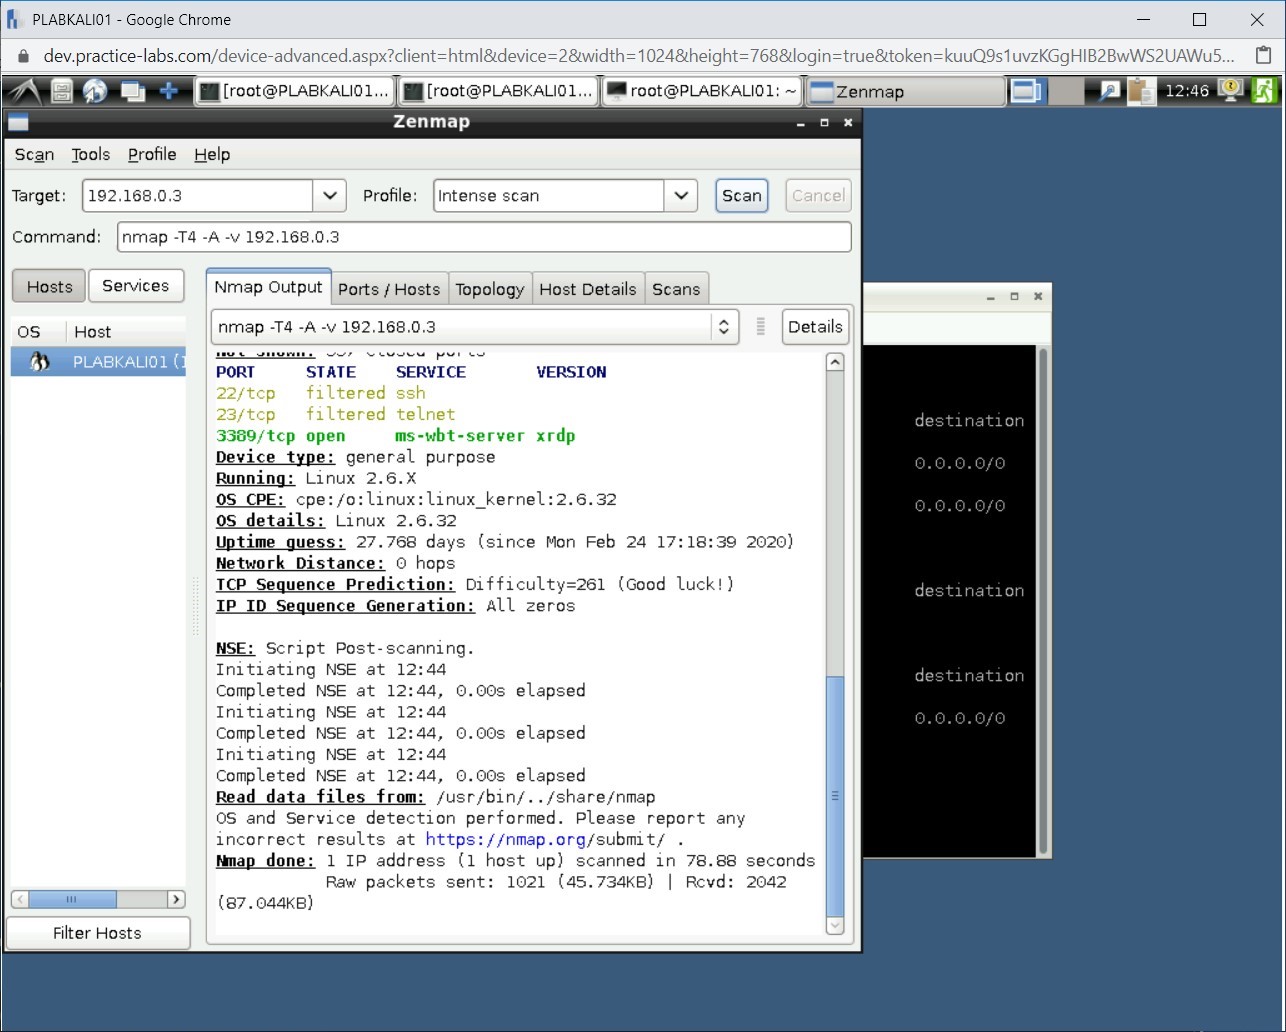 PLABKALI01 - Google Chrome
dev.practice-labs.com/device-advanced.aspx?client=html&device=2&width=1024&height=768&login=true&token=kuuQ9s1uvzKGgHIB2BwWS2UAWu5...
[root@PLABKALI01... [root@PLABKALI01... root@PLABKALI01: ~ Zenmap 12:46
Zenmap
Scan Tools Profile Help
Target: 192.168.0.3 Profile: Intense scan Scan Cancel
Command: nmap -T4 -A -v 192.168.0.3
Hosts Services
Nmap Output Ports / Hosts Topology Host Details Scans
OS Host
nmap -T4 -A -v 192.168.0.3 Details
PLABKALI01 (1
closed ports
PORT STATE SERVICE VERSION
22/tcp filtered ssh
23/tcp filtered telnet
3389/tcp open ms-wbt-server xrdp
Device type: general purpose
Running: Linux 2.6.X
OS CPE: cpe:/o:linux:linux_kernel:2.6.32
OS details: Linux 2.6.32
Uptime guess: 27.768 days (since Mon Feb 24 17:18:39 2020)
Network Distance: 0 hops
TCP Sequence Prediction: Difficulty=261 (Good luck!)
IP ID Sequence Generation: All zeros
NSE: Script Post-scanning.
Initiating NSE at 12:44
Completed NSE at 12:44, 0.00s elapsed
Initiating NSE at 12:44
Completed NSE at 12:44, 0.00s elapsed
Initiating NSE at 12:44
Completed NSE at 12:44, 0.00s elapsed
Read data files from: /usr/bin/../share/nmap
OS and Service detection performed. Please report any
incorrect results at https://nmap.org/submit/ .
Nmap done: 1 IP address (1 host up) scanned in 78.88 seconds
Raw packets sent: 1021 (45.734KB) | Rcvd: 2042
(87.044KB)
Filter Hosts
destination
0.0.0.0/0
0.0.0.0/0
destination
destination
0.0.0.0/0